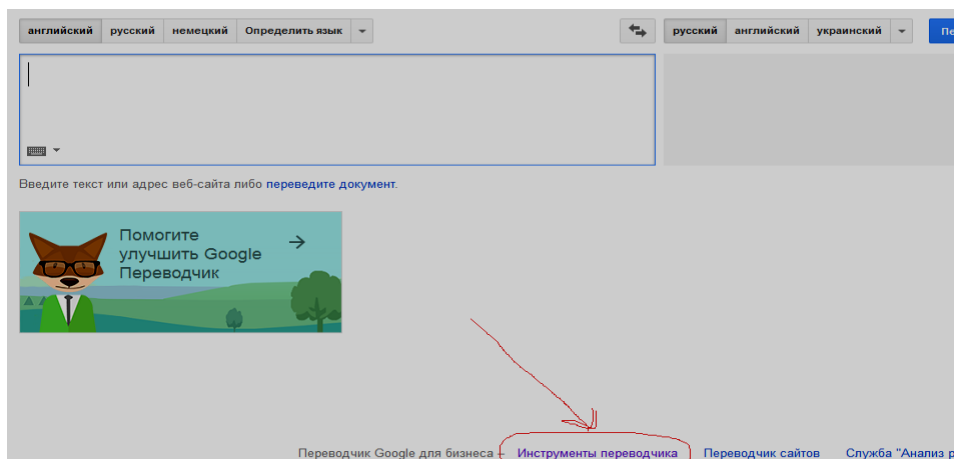 английский русский немецкий Определить язык русский английский украинский
Введите текст или адрес веб-сайта либо переведите документ.
Помогите
улучшить Google
Переводчик
Переводчик Google для бизнеса – Инструменты переводчика Переводчик сайтов Служба "Анализ